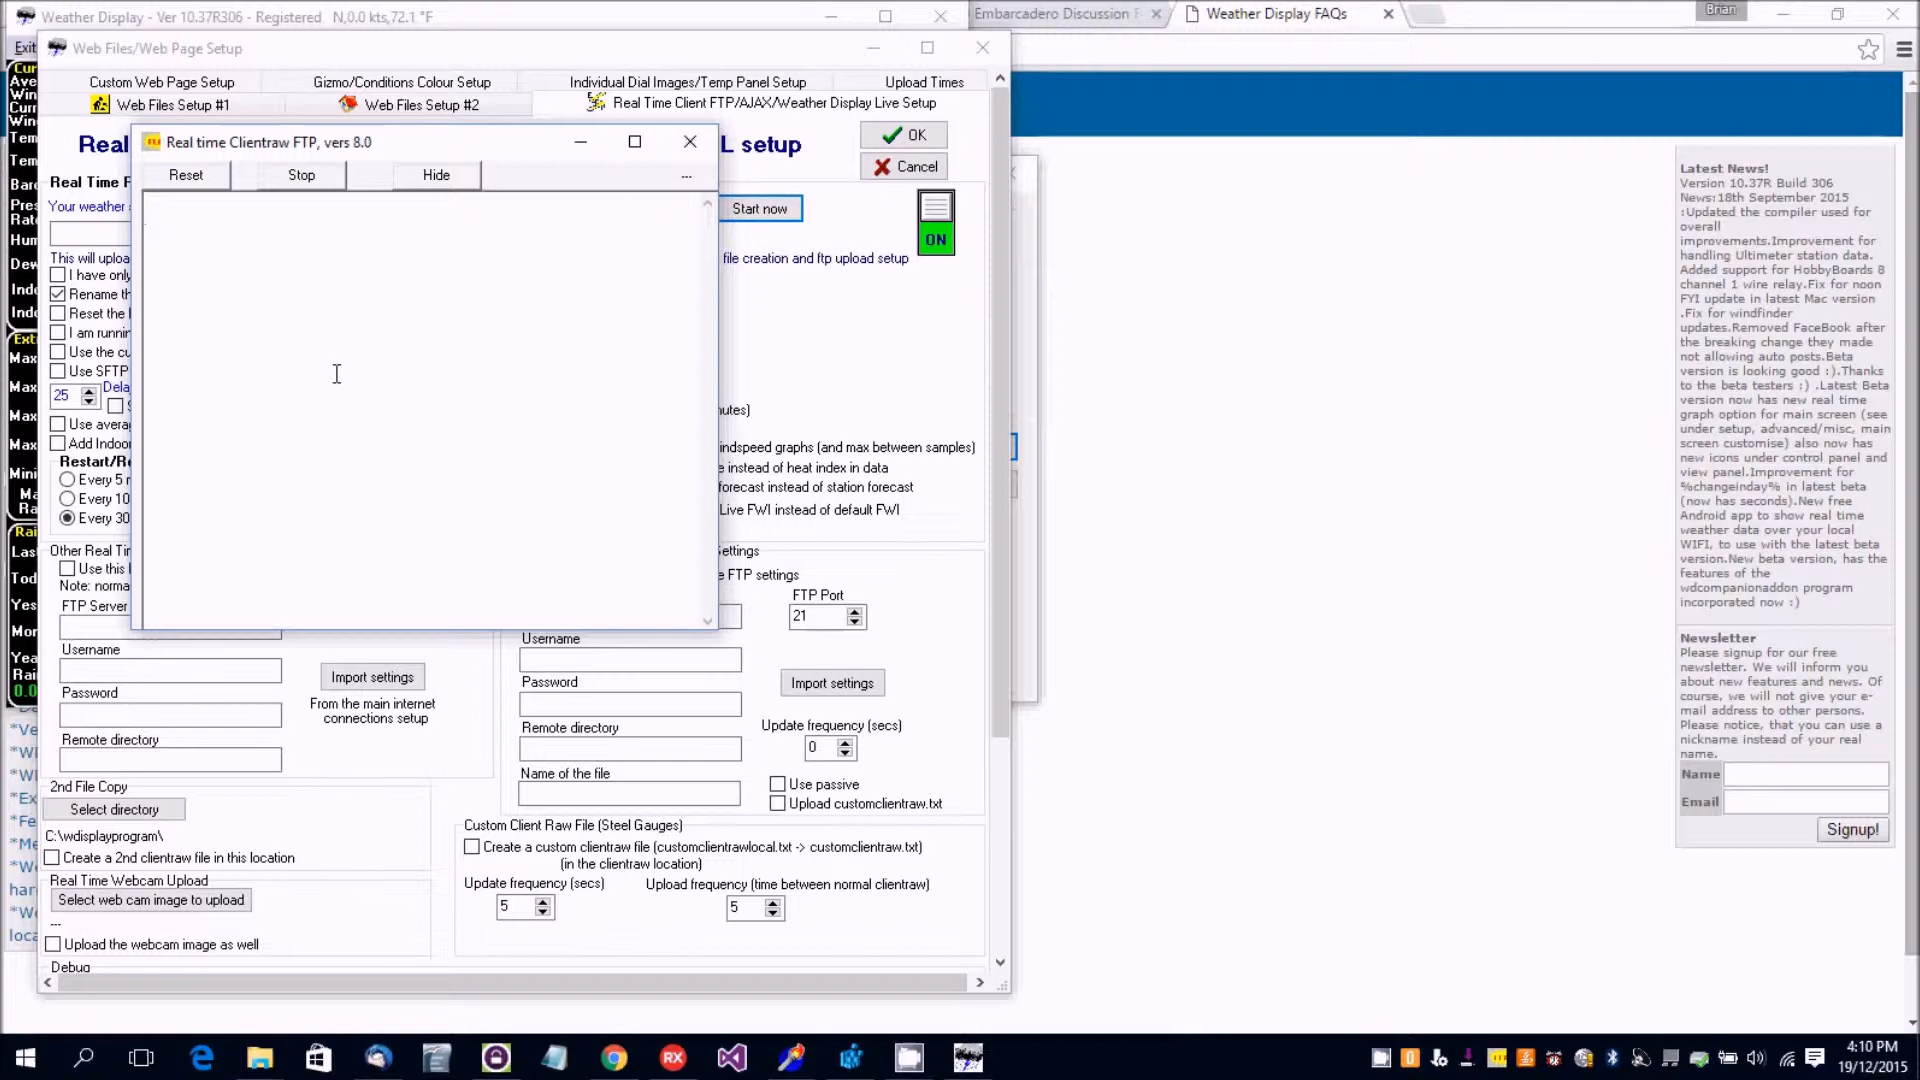 Weather Display - Ver 10.37R306 - Registered N,0.0 kts,72.1 °F
Embarcadero Discussion F
Weather Display FAQs
Brian
Exit
Web Files/Web Page Setup
Custom Web Page Setup
Gizmo/Conditions Colour Setup
Individual Dial Images/Temp Panel Setup
Upload Times
Web Files Setup #1
Web Files Setup #2
Real Time Client FTP/AJAX/Weather Display Live Setup
Real
L setup
OK
Cancel
Real time Clientraw FTP, vers 8.0
Reset
Stop
Hide
...
Real Time F
Your weather
Start now
ON
This will uploa
file creation and ftp upload setup
I have only
Rename th
Reset the
I am runnin
Use the cu
Use SFTP
25
Dela
Use averag
Add Indoor
Restart/Re
Every 5 m
Every 10
Every 30
nutes)
indspeed graphs (and max between samples)
e instead of heat index in data
forecast instead of station forecast
Live FWI instead of default FWI
Other Real Tin
Use this
Note: norma
FTP Server
Username
Password
Remote directory
Import settings
From the main internet
connections setup
ettings
e FTP settings
FTP Port
21
Username
Password
Import settings
Remote directory
Update frequency (secs)
0
Name of the file
Use passive
Upload customclientraw.txt
2nd File Copy
Select directory
C:\wdisplayprogram\
Create a 2nd clientraw file in this location
Real Time Webcam Upload
Select web cam image to upload
---
Upload the webcam image as well
Debug
Custom Client Raw File (Steel Gauges)
Create a custom clientraw file (customclientrawlocal.txt -> customclientraw.txt)
(in the clientraw location)
Update frequency (secs)
Upload frequency (time between normal clientraw)
5
5
Latest News!
Version 10.37R Build 306
News:18th September 2015
:Updated the compiler used for
overall
improvements.Improvement for
handling Ultimeter station data.
Added support for HobbyBoards 8
channel 1 wire relay.Fix for noon
FYI update in latest Mac version
.Fix for windfinder
updates.Removed FaceBook after
the breaking change they made
not allowing auto posts.Beta
version is looking good :).Thanks
to the beta testers :) .Latest Beta
version now has new real time
graph option for main screen (see
under setup, advanced/misc, main
screen customise) also now has
new icons under control panel and
view panel.Improvement for
%changeinday% in latest beta
(now has seconds).New free
Android app to show real time
weather data over your local
WIFI, to use with the latest beta
version.New beta version, has the
features of the
wdcompanionaddon program
incorporated now :)
Newsletter
Please signup for our free
newsletter. We will inform you
about new features and news. Of
course, we will not give your e-
mail address to other persons.
Please notice, that you can use a
nickname instead of your real
name.
Name
Email
Signup!
4:10 PM
19/12/2015